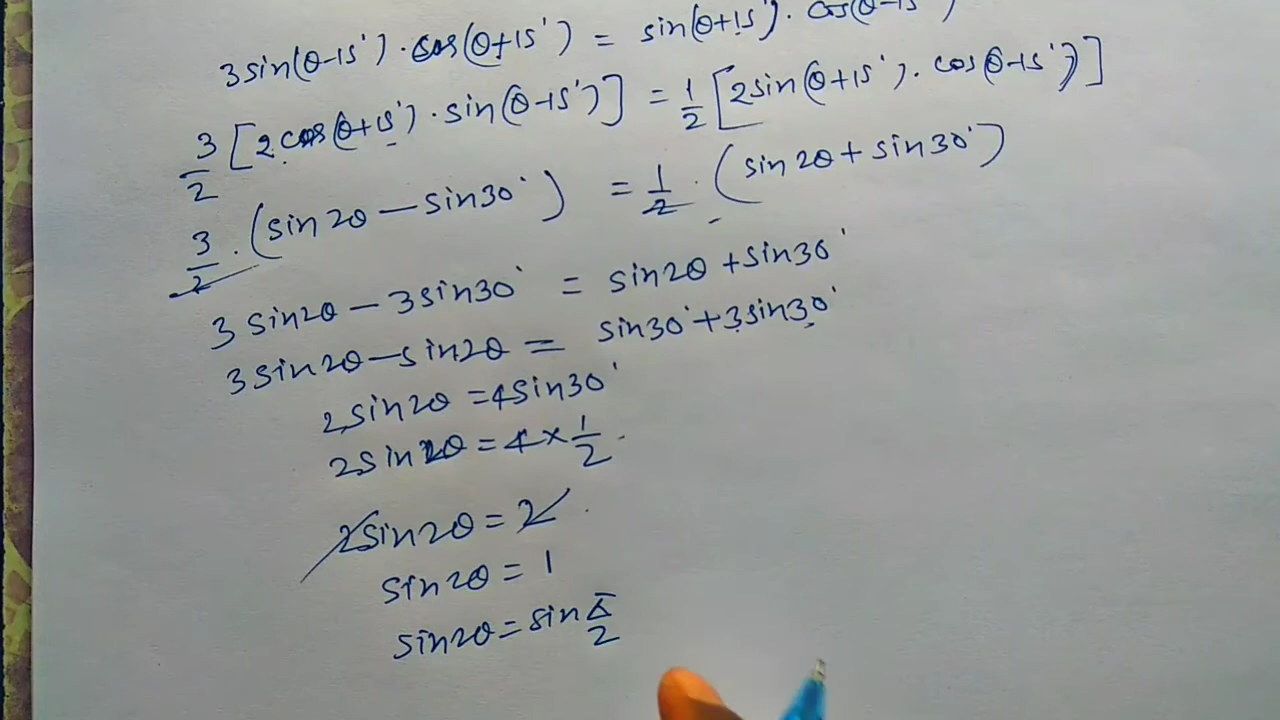 3sin(θ-15°)·cos(θ+15°) = sin(θ+15°)·cos(θ-15°)
3/2 [2cos(θ+15°)·sin(θ-15°)] = 1/2 [2sin(θ+15°)·cos(θ-15°)]
3/2 ·(sin2θ - sin30°) = 1/2 ·(sin2θ + sin30°)
3sin2θ - 3sin30° = sin2θ + sin30°
3sin2θ - sin2θ = sin30° + 3sin30°
2sin2θ = 4sin30°
2sin2θ = 4 × 1/2
2sin2θ = 2
sin2θ = 1
sin2θ = sin π/2